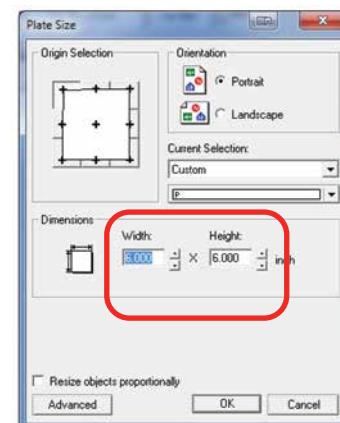 Plate Size
Origin Selection
Orientation
Portrait
Landscape
Current Selection:
Custom
P
Dimensions
Width:
Height:
6.000 X 6.000 inch
Resize objects proportionally
Advanced
OK
Cancel